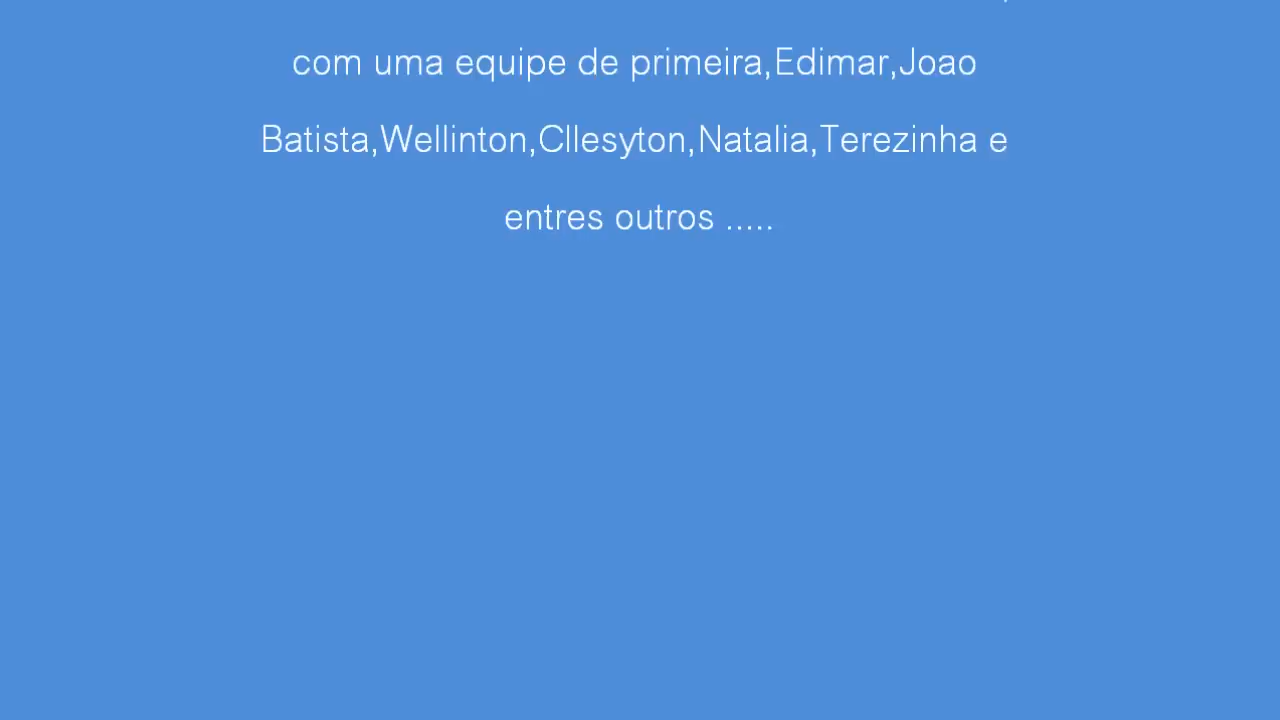 com uma equipe de primeira,Edimar,Joao
Batista,Wellinton,Cllesyton,Natalia,Terezinha e
entres outros .....